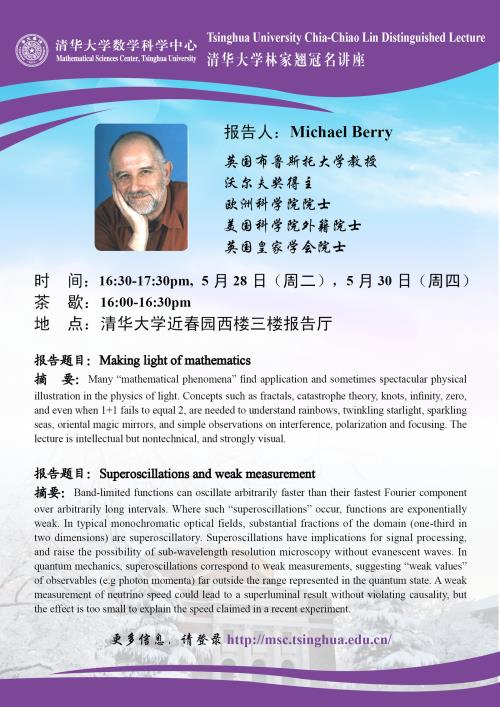 清华大学数学科学中心
Mathematical Sciences Center, Tsinghua University
Tsinghua University Chia-Chiao Lin Distinguished Lecture
清华大学林家翘冠名讲座
报告人：Michael Berry
英国布鲁斯托大学教授
沃尔夫奖得主
欧洲科学院院士
美国科学院外籍院士
英国皇家学会院士
时 间：16:30-17:30pm, 5 月 28 日（周二），5 月 30 日（周四）
茶 歇：16:00-16:30pm
地 点：清华大学近春园西楼三楼报告厅
报告题目：Making light of mathematics
摘 要：Many “mathematical phenomena” find application and sometimes spectacular physical
illustration in the physics of light. Concepts such as fractals, catastrophe theory, knots, infinity, zero,
and even when 1+1 fails to equal 2, are needed to understand rainbows, twinkling starlight, sparkling
seas, oriental magic mirrors, and simple observations on interference, polarization and focusing. The
lecture is intellectual but nontechnical, and strongly visual.
报告题目：Superoscillations and weak measurement
摘要：Band-limited functions can oscillate arbitrarily faster than their fastest Fourier component
over arbitrarily long intervals. Where such “superoscillations” occur, functions are exponentially
weak. In typical monochromatic optical fields, substantial fractions of the domain (one-third in
two dimensions) are superoscillatory. Superoscillations have implications for signal processing,
and raise the possibility of sub-wavelength resolution microscopy without evanescent waves. In
quantum mechanics, superoscillations correspond to weak measurements, suggesting “weak values”
of observables (e.g photon momenta) far outside the range represented in the quantum state. A weak
measurement of neutrino speed could lead to a superluminal result without violating causality, but
the effect is too small to explain the speed claimed in a recent experiment.
更多信息，请登录 http://msc.tsinghua.edu.cn/